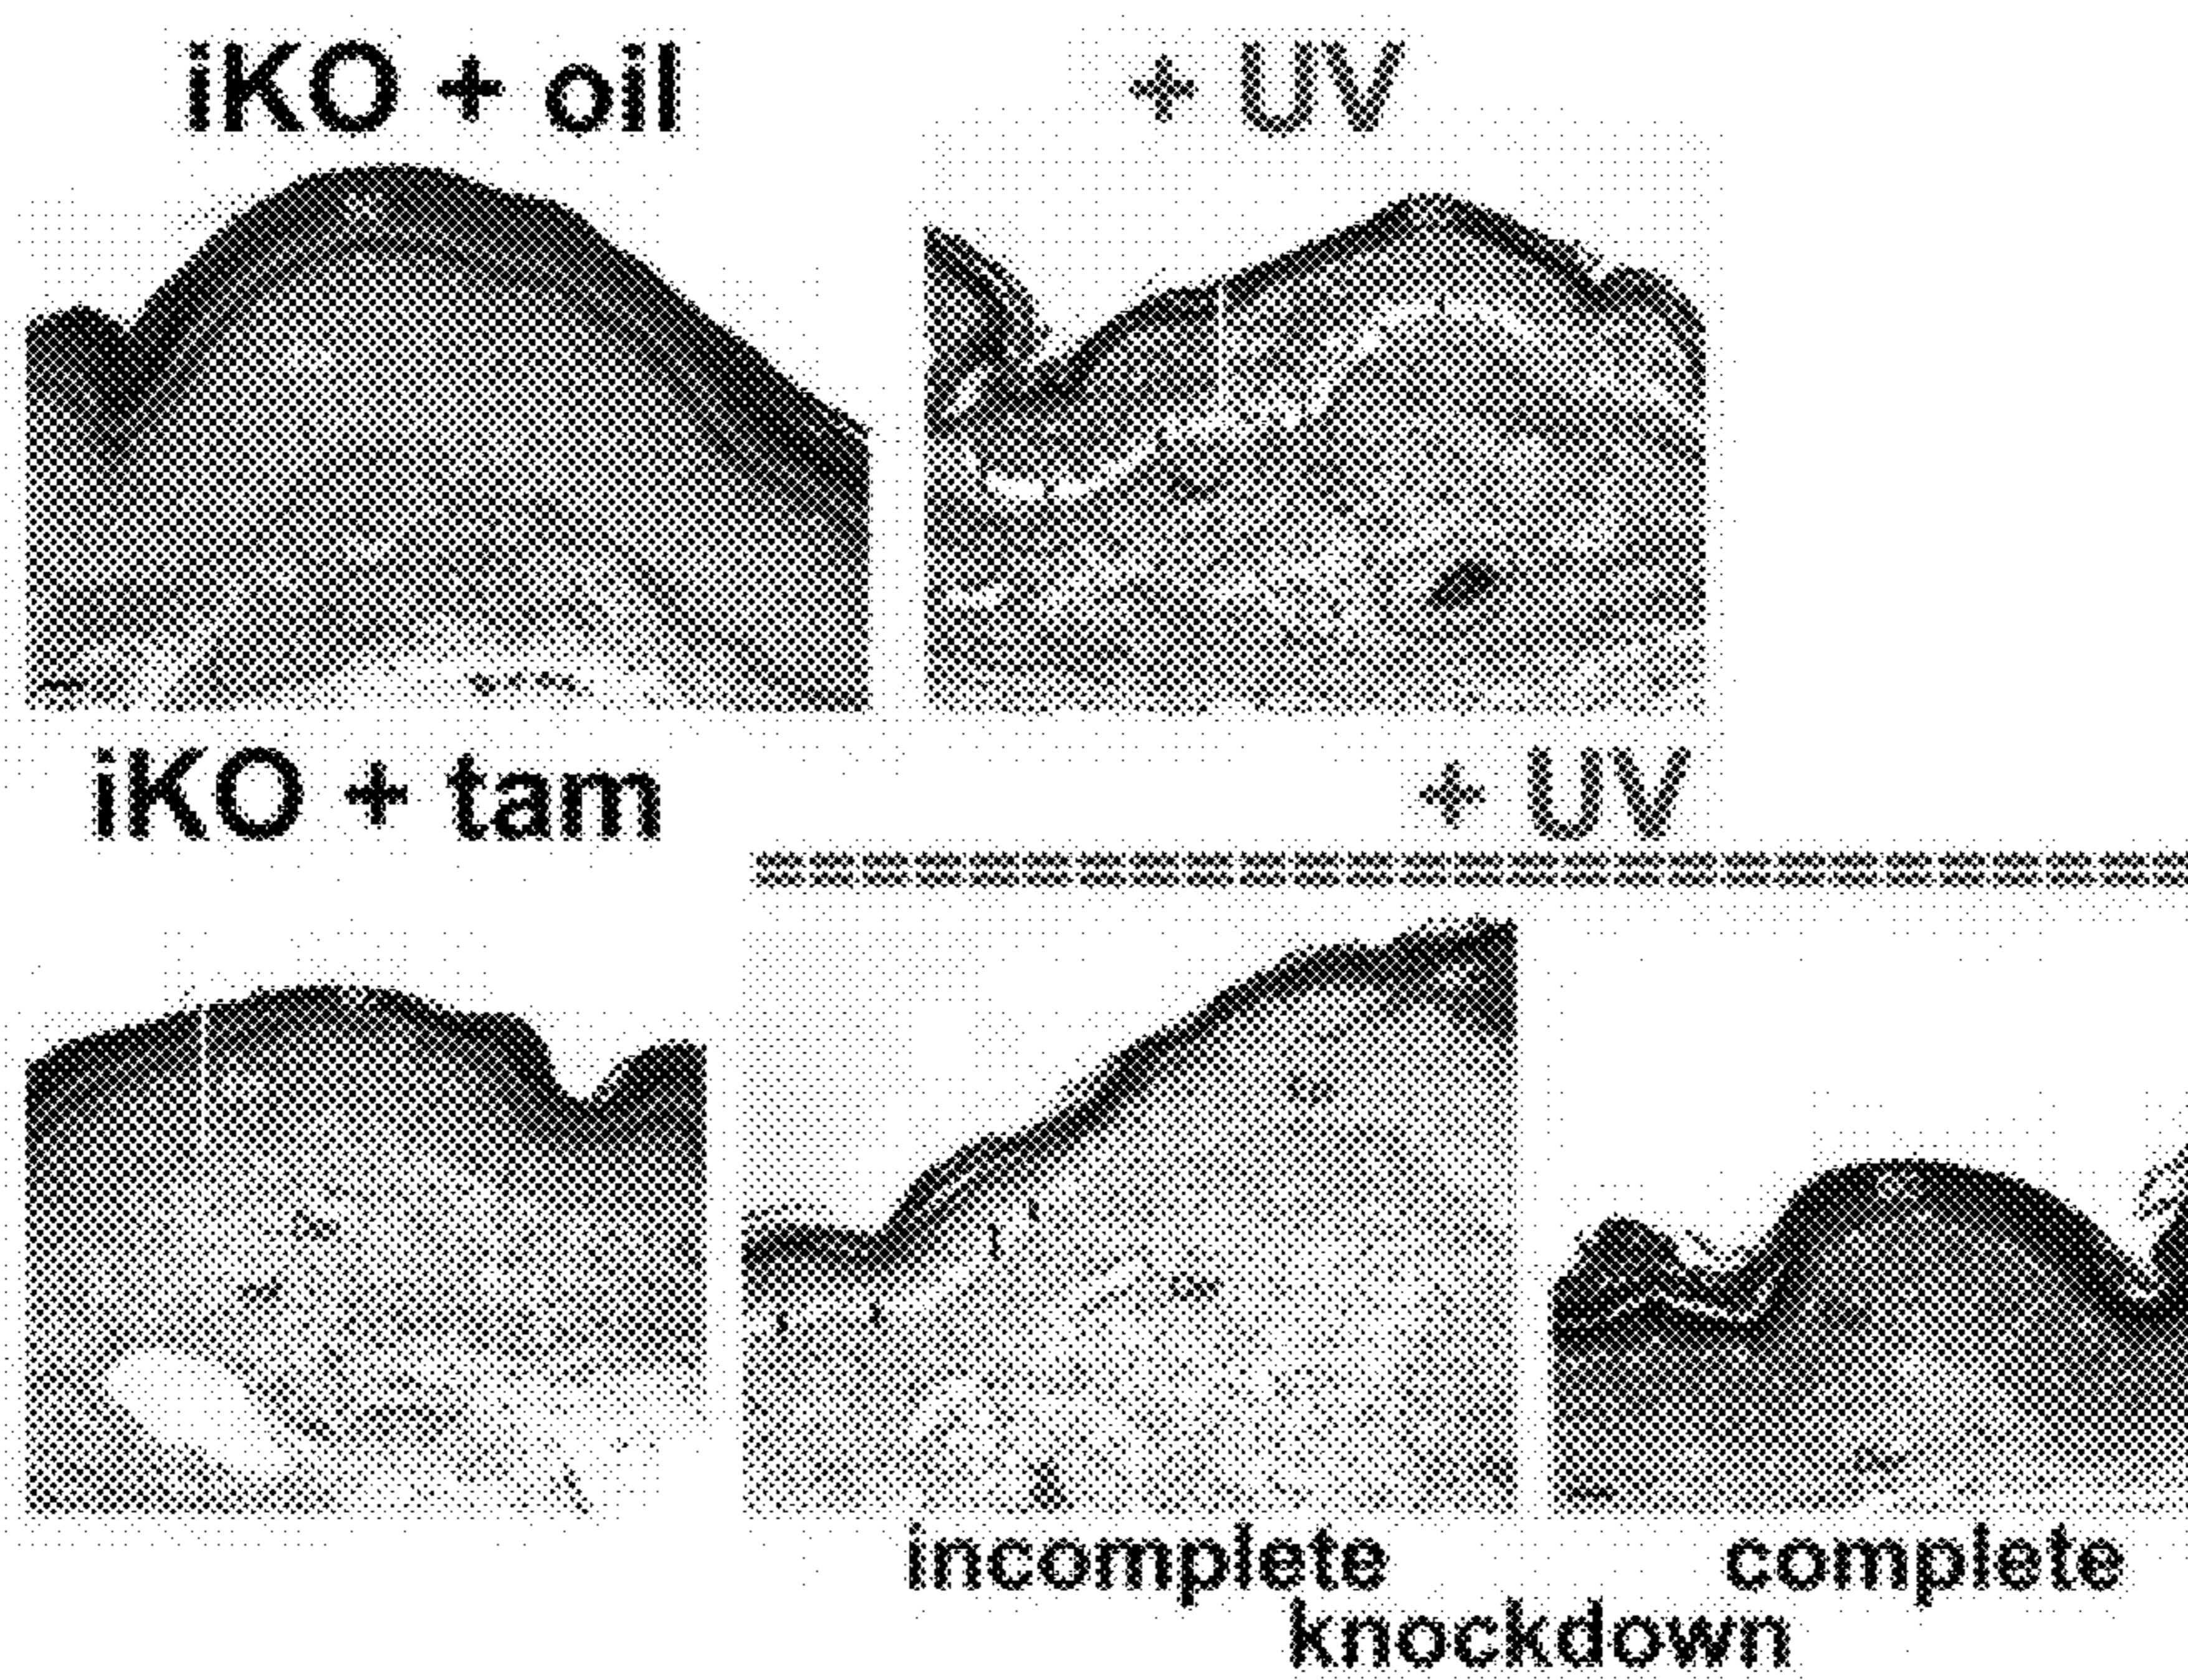 iKO + oil
+ UV
iKO + tam
+ UV
incomplete
complete
knockdown